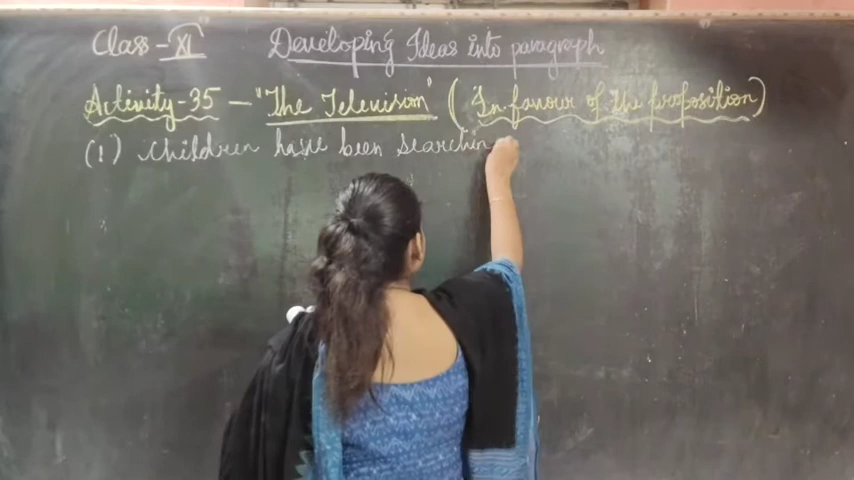 Class - XI Developing Ideas into paragraph
Activity-35 - "The Television" (In favour of the proposition)
(1) Children have been searchin